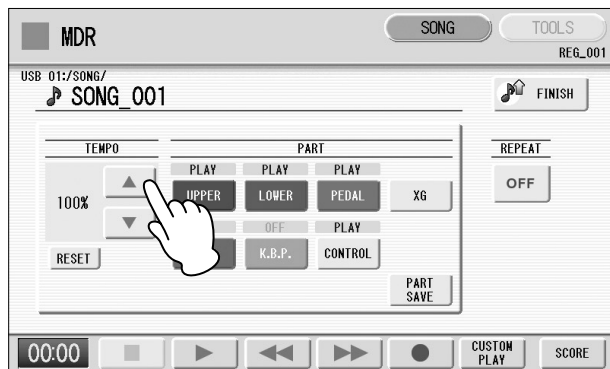 MDR
SONG
TOOLS
REG_001
USB 01:/SONG/
SONG_001
FINISH
TEMPO
PART
REPEAT
PLAY PLAY PLAY
100%
UPPER LOWER PEDAL XG
OFF
OFF PLAY
RESET
K.B.P. CONTROL
PART
SAVE
00:00
CUSTOM
PLAY
SCORE